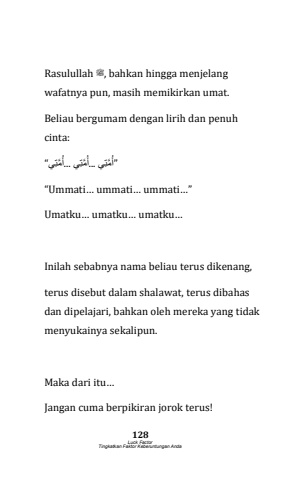 Rasulullah ﷺ, bahkan hingga menjelang
wafatnya pun, masih memikirkan umat.
Beliau bergumam dengan lirih dan penuh
cinta:
"أُمَّتِي ...أُمَّتِي ...أُمَّتِي"
“Ummati… ummati… ummati…”
Umatku… umatku… umatku…
Inilah sebabnya nama beliau terus dikenang,
terus disebut dalam shalawat, terus dibahas
dan dipelajari, bahkan oleh mereka yang tidak
menyukainya sekalipun.
Maka dari itu…
Jangan cuma berpikiran jorok terus!
128
Luck Factor
Tingkatkan Faktor Keberuntungan Anda